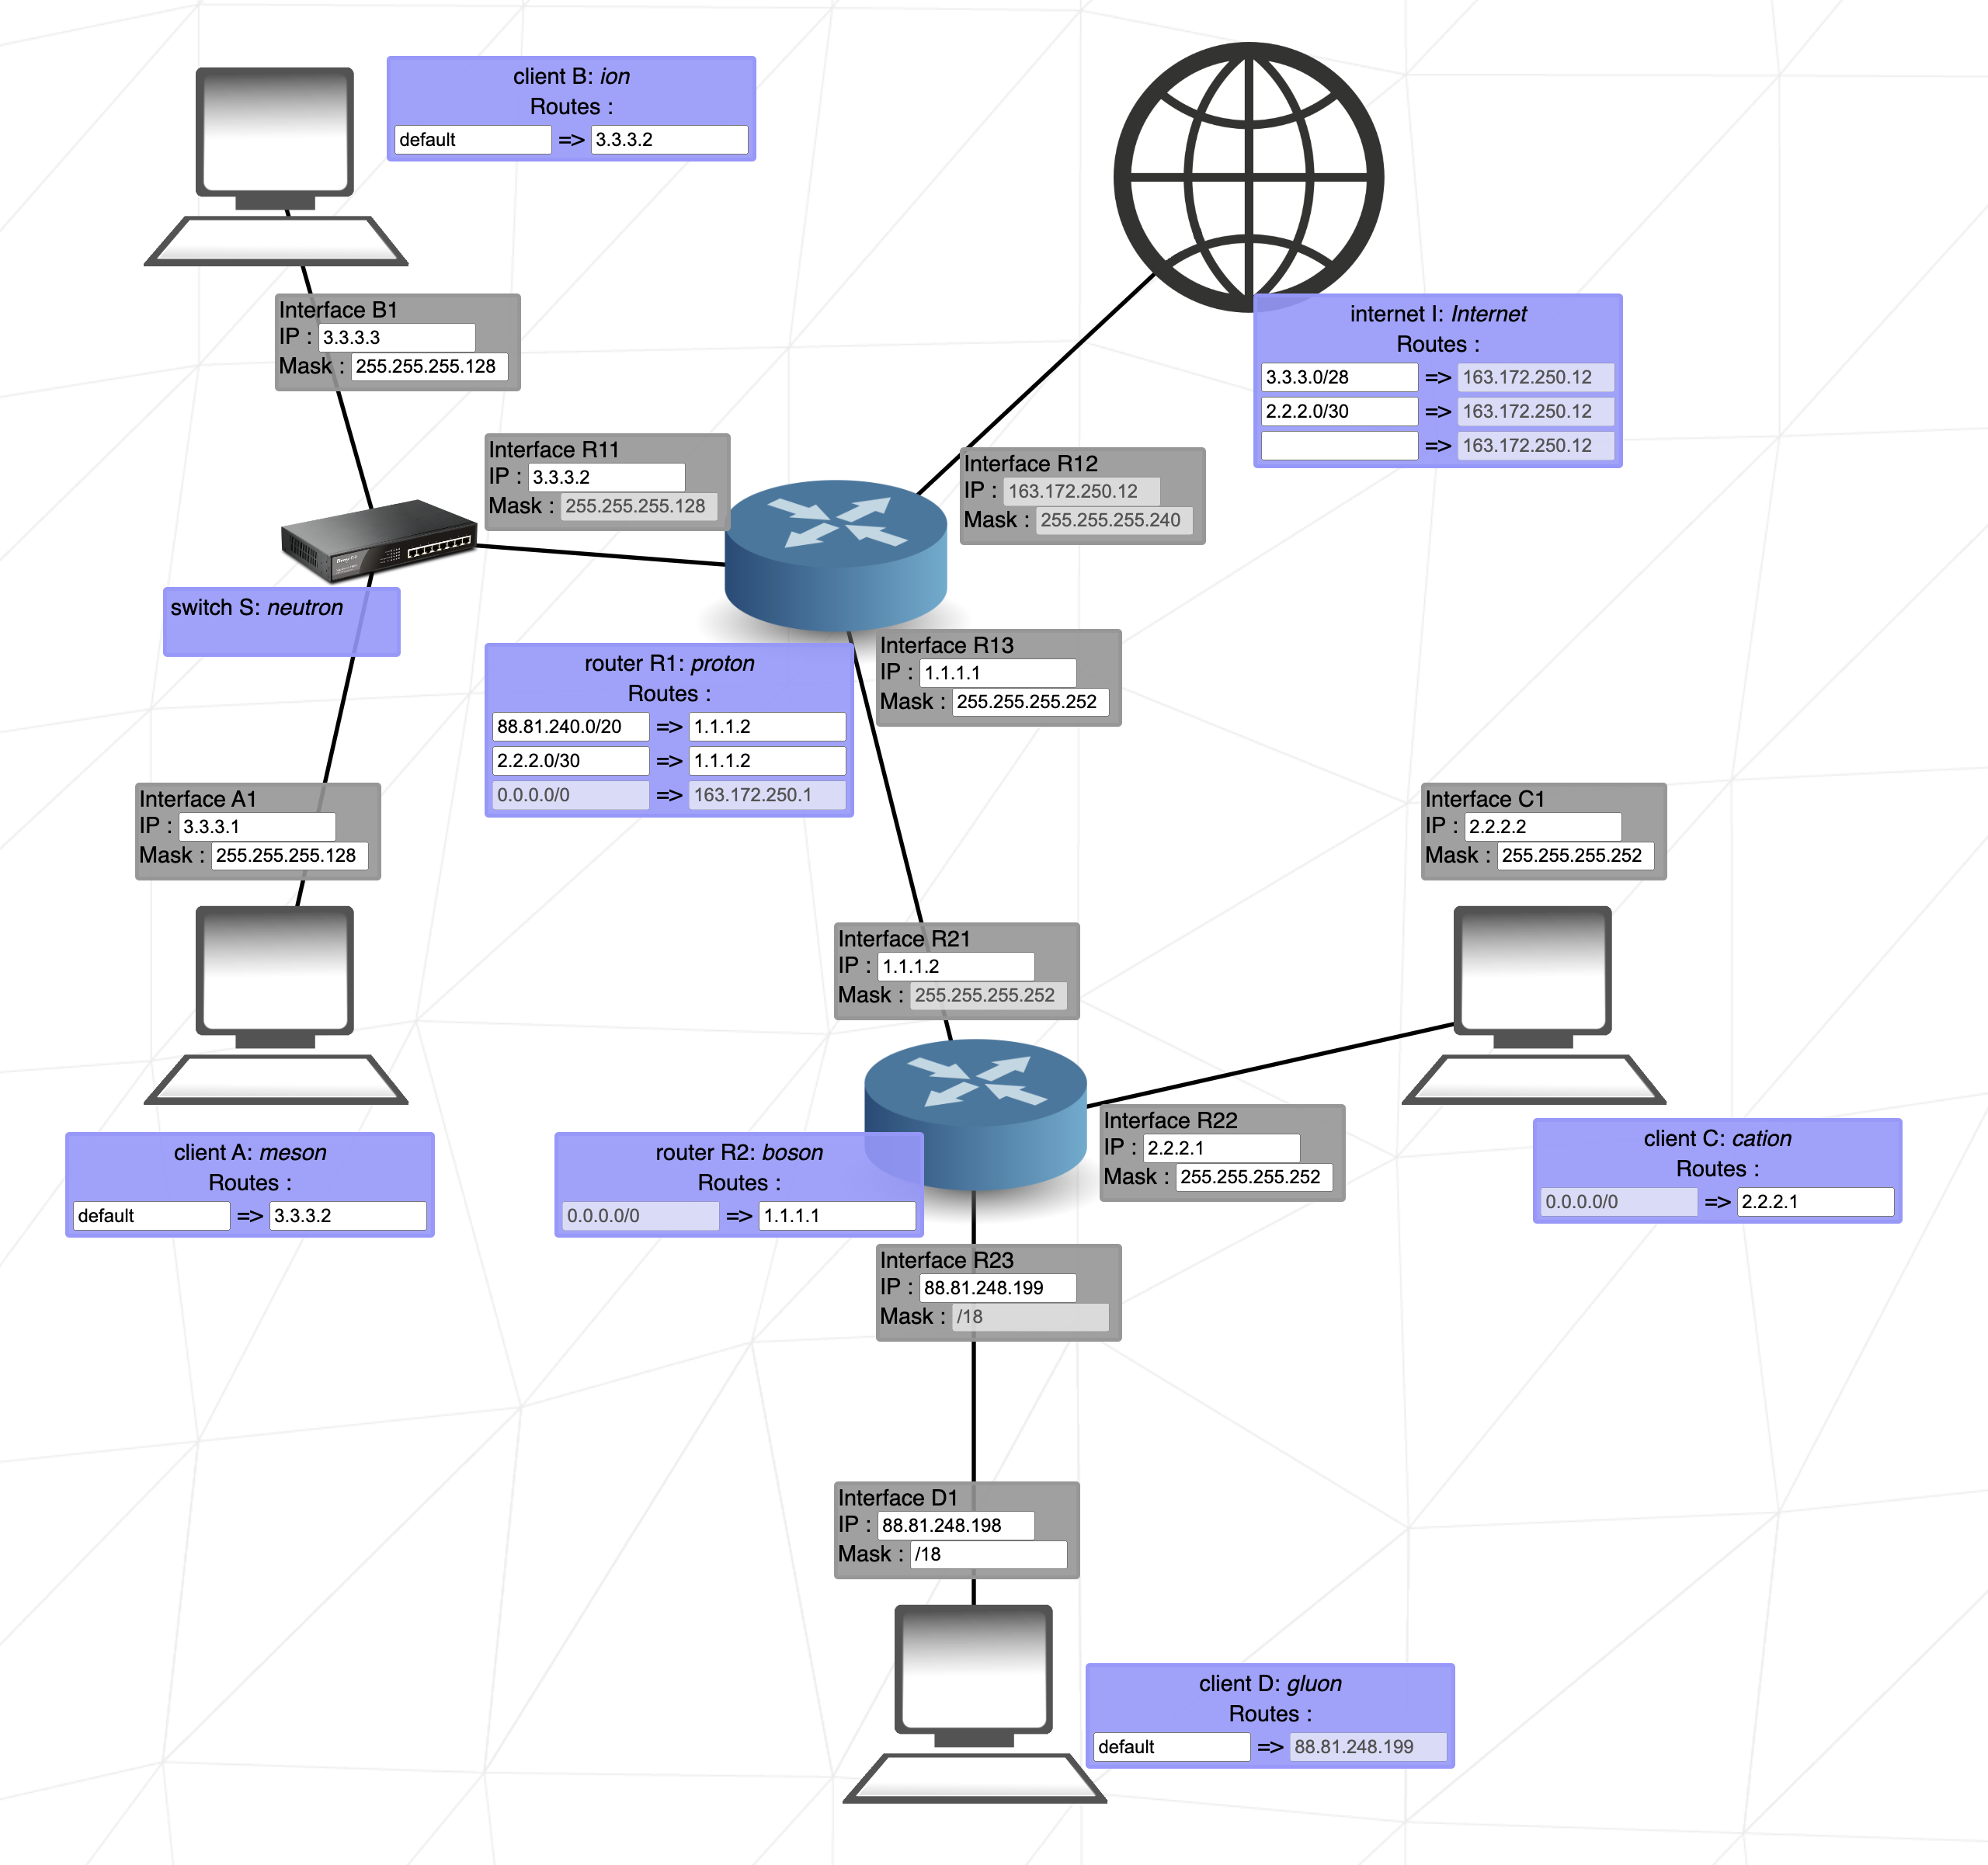 client B: ion
Routes :
default => 3.3.3.2
internet I: Internet
Routes :
3.3.3.0/28 => 163.172.250.12
2.2.2.0/30 => 163.172.250.12
=> 163.172.250.12
Interface B1
IP : 3.3.3.3
Mask : 255.255.255.128
Interface R11
IP : 3.3.3.2
Mask : 255.255.255.128
Interface R12
IP : 163.172.250.12
Mask : 255.255.255.240
switch S: neutron
router R1: proton
Routes :
88.81.240.0/20 => 1.1.1.2
2.2.2.0/30 => 1.1.1.2
0.0.0.0/0 => 163.172.250.1
Interface R13
IP : 1.1.1.1
Mask : 255.255.255.252
Interface A1
IP : 3.3.3.1
Mask : 255.255.255.128
Interface C1
IP : 2.2.2.2
Mask : 255.255.255.252
Interface R21
IP : 1.1.1.2
Mask : 255.255.255.252
client A: meson
Routes :
default => 3.3.3.2
router R2: boson
Routes :
0.0.0.0/0 => 1.1.1.1
Interface R22
IP : 2.2.2.1
Mask : 255.255.255.252
client C: cation
Routes :
0.0.0.0/0 => 2.2.2.1
Interface R23
IP : 88.81.248.199
Mask : /18
Interface D1
IP : 88.81.248.198
Mask : /18
client D: gluon
Routes :
default => 88.81.248.199